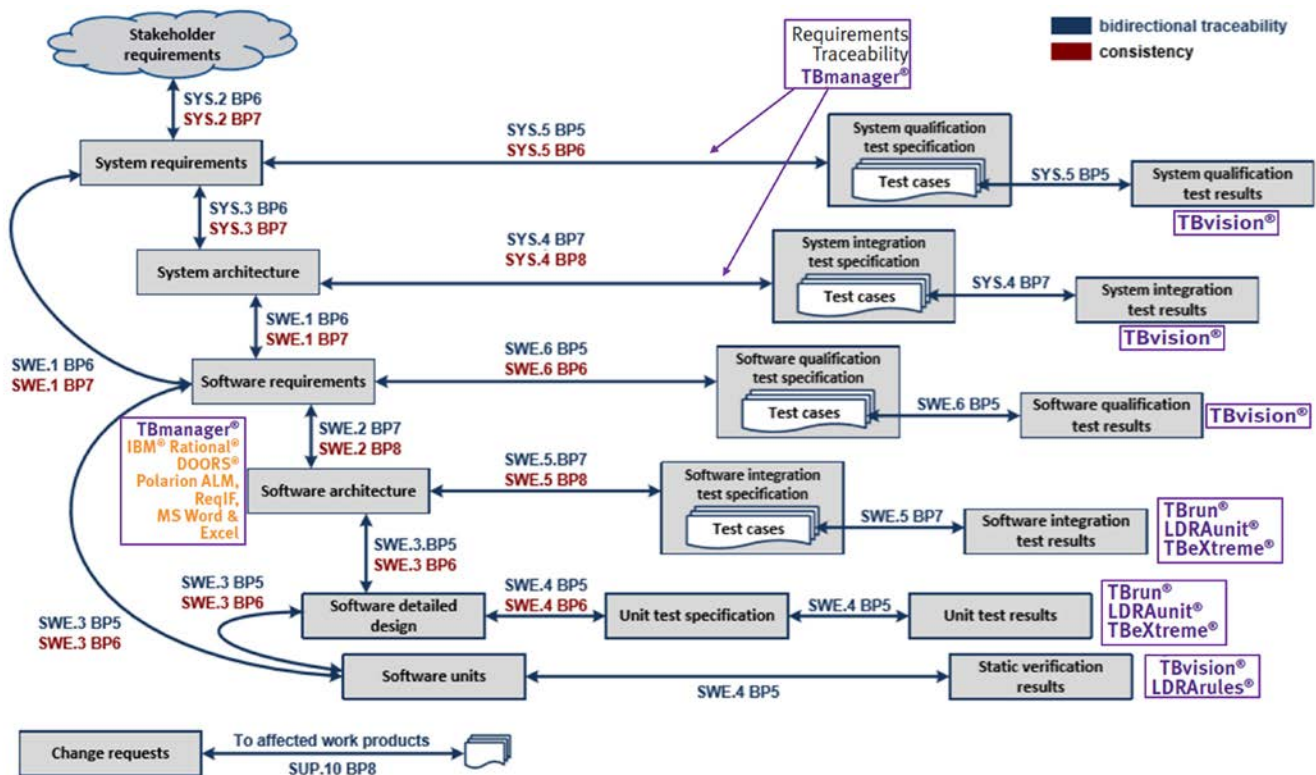 Stakeholder
requirements
SYS.2 BP6
SYS.2 BP7
Requirements
Traceability
TBmanager®
bidirectional traceability
consistency
System requirements
SYS.5 BP5
SYS.5 BP6
System qualification
test specification
Test cases
SYS.5 BP5
System qualification
test results
TBvision®
SYS.3 BP6
SYS.3 BP7
System architecture
SYS.4 BP7
SYS.4 BP8
System integration
test specification
Test cases
SYS.4 BP7
System integration
test results
TBvision®
SWE.1 BP6
SWE.1 BP7
SWE.1 BP6
SWE.1 BP7
Software requirements
SWE.6 BP5
SWE.6 BP6
Software qualification
test specification
Test cases
SWE.6 BP5
Software qualification
test results
TBvision®
TBmanager®
IBM® Rational®
DOORS®
Polarion ALM,
ReqIF,
MS Word &
Excel
SWE.2 BP7
SWE.2 BP8
Software architecture
SWE.5.BP7
SWE.5 BP8
Software integration
test specification
Test cases
SWE.5 BP7
Software integration
test results
TBrun®
LDRAunit®
TBeXtreme®
SWE.3.BP5
SWE.3 BP6
SWE.3 BP5
SWE.3 BP6
Software detailed
design
SWE.4 BP5
SWE.4 BP6
Unit test specification
SWE.4 BP5
Unit test results
TBrun®
LDRAunit®
TBeXtreme®
SWE.3 BP5
SWE.3 BP6
Software units
SWE.4 BP5
Static verification
results
TBvision®
LDRArules®
Change requests
To affected work products
SUP.10 BP8